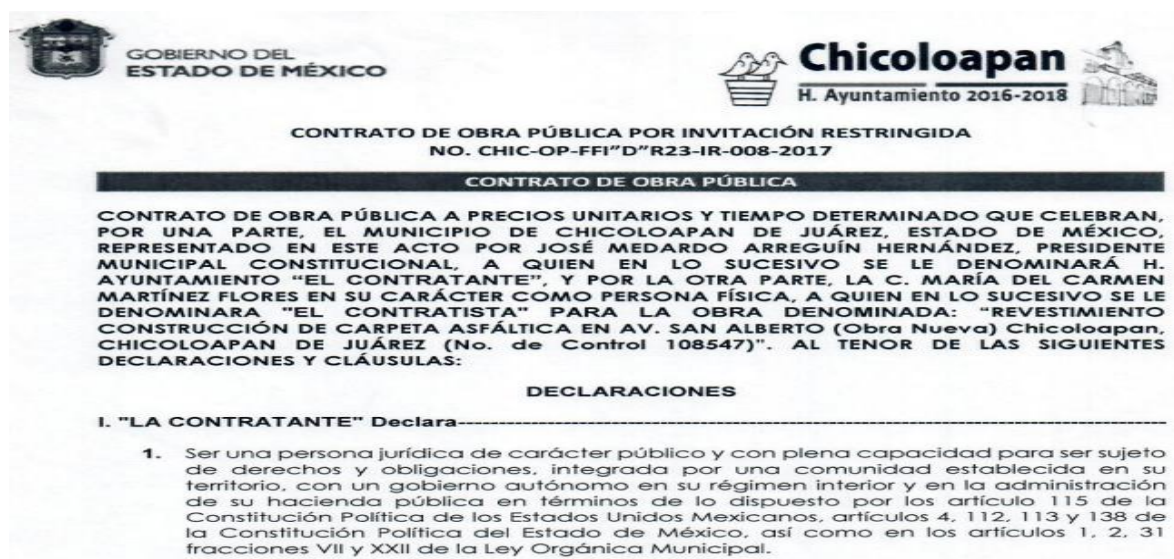 GOBIERNO DEL
ESTADO DE MÉXICO
Chicoloapan
H. Ayuntamiento 2016-2018
CONTRATO DE OBRA PÚBLICA POR INVITACIÓN RESTRINGIDA
NO. CHIC-OP-FFI"D"R23-IR-008-2017
CONTRATO DE OBRA PÚBLICA
CONTRATO DE OBRA PÚBLICA A PRECIOS UNITARIOS Y TIEMPO DETERMINADO QUE CELEBRAN,
POR UNA PARTE, EL MUNICIPIO DE CHICOLOAPAN DE JUÁREZ, ESTADO DE MÉXICO,
REPRESENTADO EN ESTE ACTO POR JOSÉ MEDARDO ARREGUÍN HERNÁNDEZ, PRESIDENTE
MUNICIPAL CONSTITUCIONAL, A QUIEN EN LO SUCESIVO SE LE DENOMINARÁ H.
AYUNTAMIENTO "EL CONTRATANTE", Y POR LA OTRA PARTE, LA C. MARÍA DEL CARMEN
MARTÍNEZ FLORES EN SU CARÁCTER COMO PERSONA FÍSICA, A QUIEN EN LO SUCESIVO SE LE
DENOMINARA "EL CONTRATISTA" PARA LA OBRA DENOMINADA: "REVESTIMIENTO
CONSTRUCCIÓN DE CARPETA ASFÁLTICA EN AV. SAN ALBERTO (Obra Nueva) Chicoloapan,
CHICOLOAPAN DE JUÁREZ (No. de Control 108547)". AL TENOR DE LAS SIGUIENTES
DECLARACIONES Y CLÁUSULAS:
DECLARACIONES
I. "LA CONTRATANTE" Declara----------
1. Ser una persona jurídica de carácter público y con plena capacidad para ser sujeto
de derechos y obligaciones, integrada por una comunidad establecida en su
territorio, con un gobierno autónomo en su régimen interior y en la administración
de su hacienda pública en términos de lo dispuesto por los artículo 115 de la
Constitución Política de los Estados Unidos Mexicanos, artículos 4, 112, 113 y 138 de
la Constitución Política del Estado de México, así como en los artículos 1, 2, 31
fracciones VII y XXII de la Ley Orgánica Municipal.